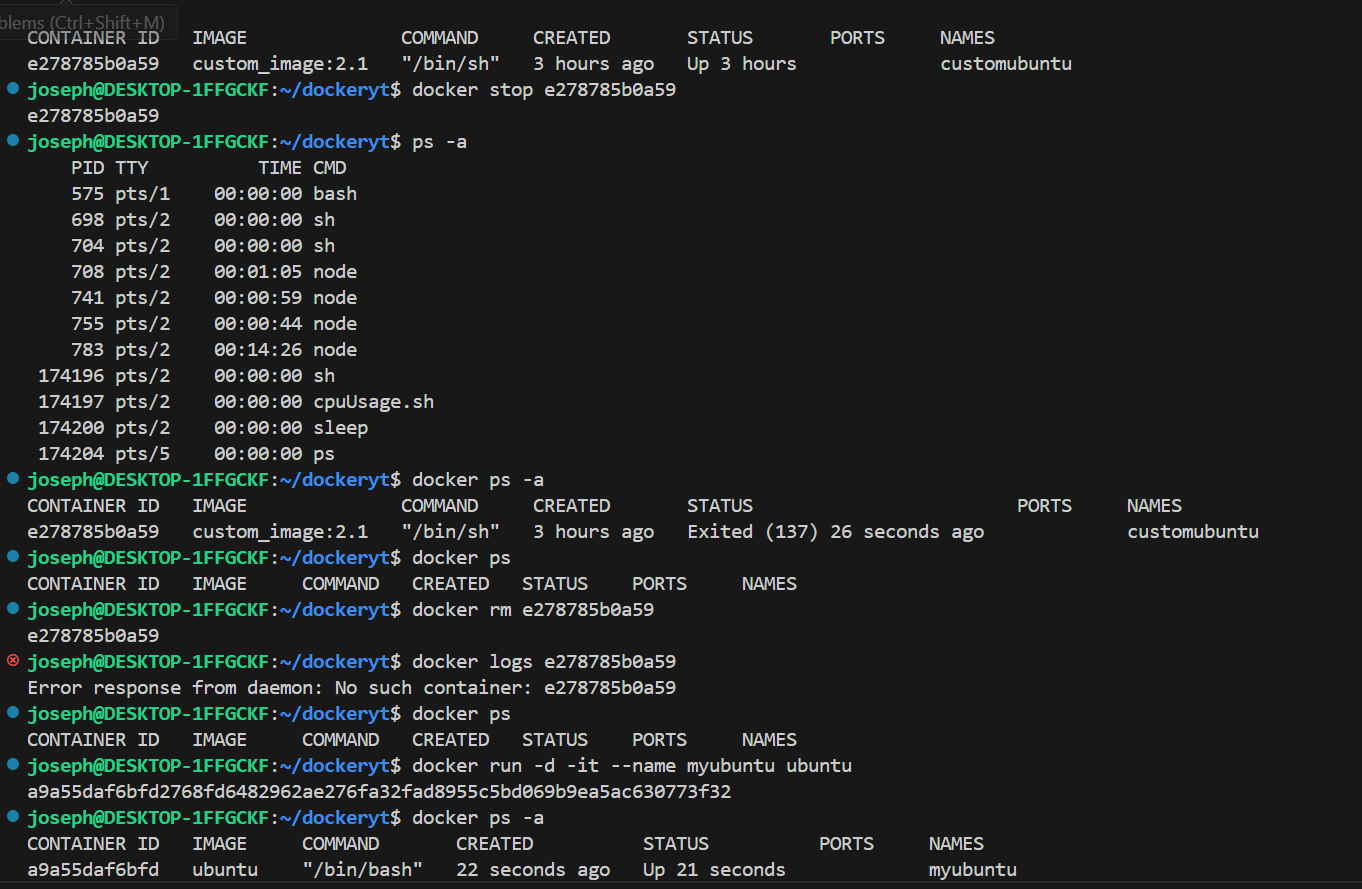 blems (Ctrl+Shift+M)
CONTAINER ID   IMAGE              COMMAND     CREATED       STATUS       PORTS     NAMES
e278785b0a59   custom_image:2.1   "/bin/sh"   3 hours ago   Up 3 hours             customubuntu
joseph@DESKTOP-1FFGCKF:~/dockeryt$ docker stop e278785b0a59
e278785b0a59
joseph@DESKTOP-1FFGCKF:~/dockeryt$ ps -a
    PID TTY          TIME CMD
    575 pts/1    00:00:00 bash
    698 pts/2    00:00:00 sh
    704 pts/2    00:00:00 sh
    708 pts/2    00:01:05 node
    741 pts/2    00:00:59 node
    755 pts/2    00:00:44 node
    783 pts/2    00:14:26 node
 174196 pts/2    00:00:00 sh
 174197 pts/2    00:00:00 cpuUsage.sh
 174200 pts/2    00:00:00 sleep
 174204 pts/5    00:00:00 ps
joseph@DESKTOP-1FFGCKF:~/dockeryt$ docker ps -a
CONTAINER ID   IMAGE              COMMAND     CREATED       STATUS                        PORTS     NAMES
e278785b0a59   custom_image:2.1   "/bin/sh"   3 hours ago   Exited (137) 26 seconds ago             customubuntu
joseph@DESKTOP-1FFGCKF:~/dockeryt$ docker ps
CONTAINER ID   IMAGE     COMMAND   CREATED   STATUS    PORTS     NAMES
joseph@DESKTOP-1FFGCKF:~/dockeryt$ docker rm e278785b0a59
e278785b0a59
joseph@DESKTOP-1FFGCKF:~/dockeryt$ docker logs e278785b0a59
Error response from daemon: No such container: e278785b0a59
joseph@DESKTOP-1FFGCKF:~/dockeryt$ docker ps
CONTAINER ID   IMAGE     COMMAND   CREATED   STATUS    PORTS     NAMES
joseph@DESKTOP-1FFGCKF:~/dockeryt$ docker run -d -it --name myubuntu ubuntu
a9a55daf6bfd2768fd6482962ae276fa32fad8955c5bd069b9ea5ac630773f32
joseph@DESKTOP-1FFGCKF:~/dockeryt$ docker ps -a
CONTAINER ID   IMAGE     COMMAND       CREATED          STATUS          PORTS     NAMES
a9a55daf6bfd   ubuntu    "/bin/bash"   22 seconds ago   Up 21 seconds             myubuntu